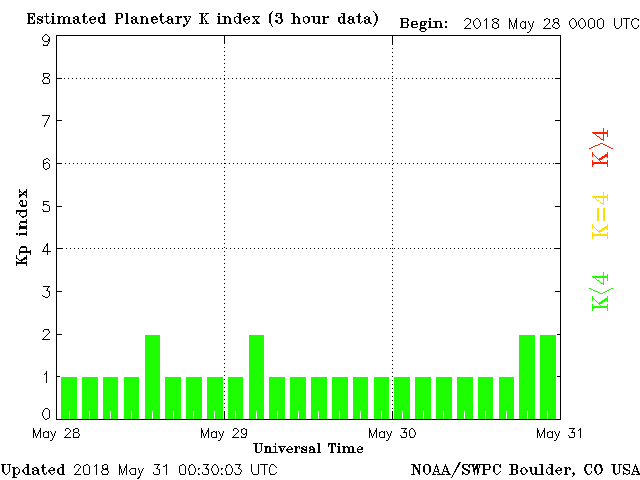 Estimated Planetary K index (3 hour data) Begin: 2018 May 28 0000 UTC
9
8
7
6
5
4
3
2
1
0
Kp index
K>4
K=4
K<4
May 28 May 29 May 30 May 31
Universal Time
Updated 2018 May 31 00:30:03 UTC NOAA/SWPC Boulder, CO USA